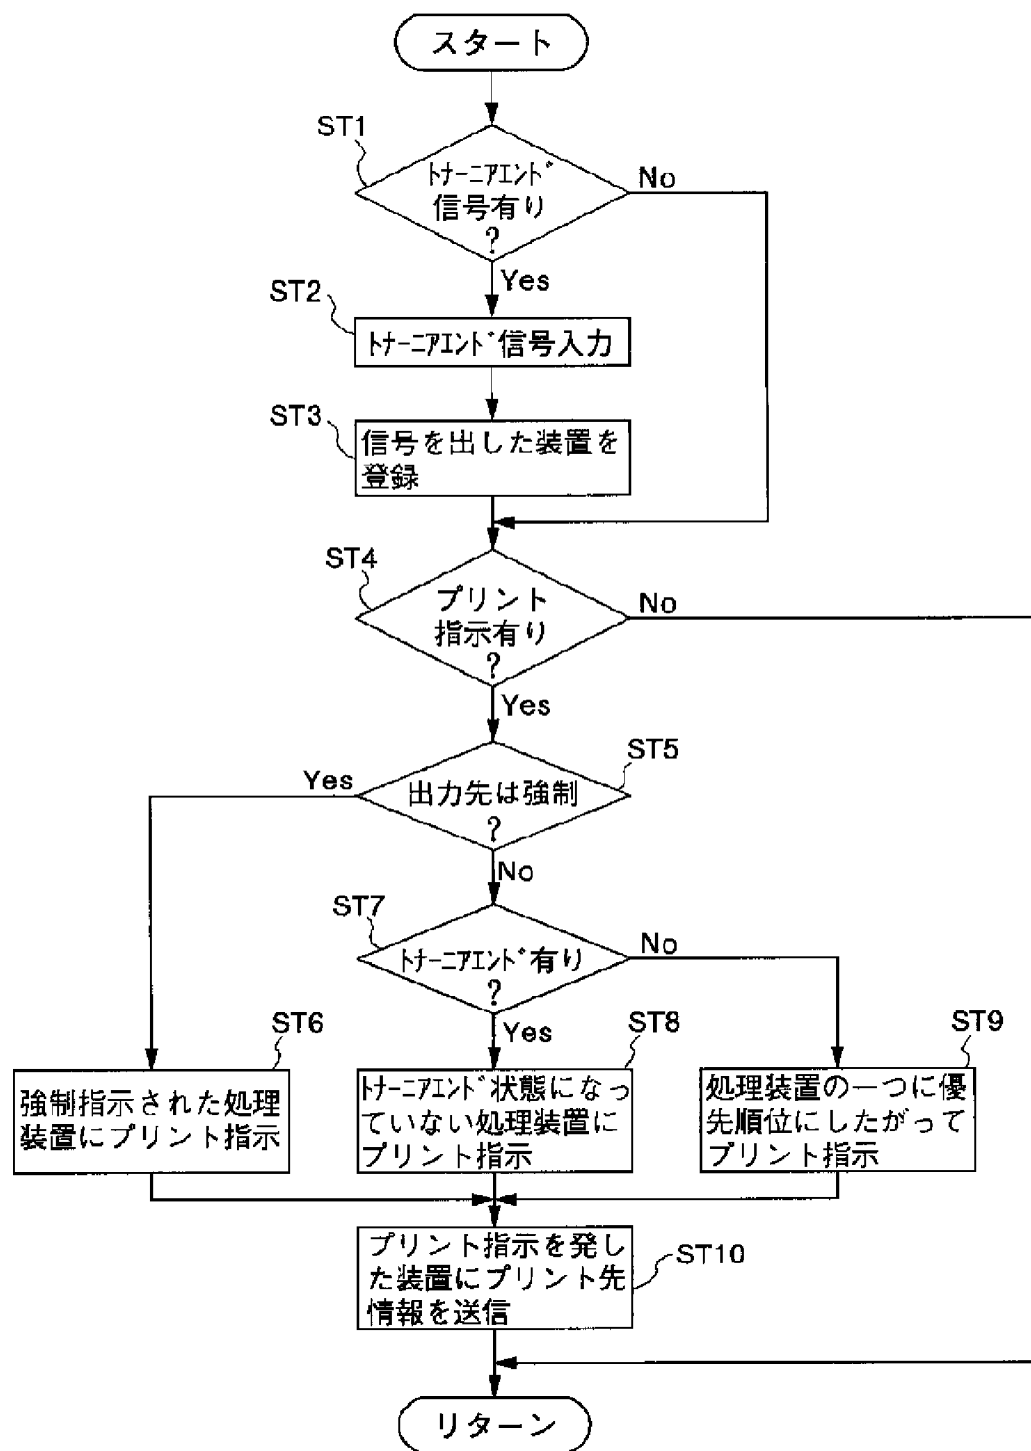 スタート
ST1
ﾄﾅｰﾆｱｴﾝﾄﾞ
信号有り
?
No
Yes
ST2
ﾄﾅｰﾆｱｴﾝﾄﾞ信号入力
ST3
信号を出した装置を
登録
ST4
プリント
指示有り
?
No
Yes
ST5
出力先は強制
?
Yes
No
ST7
ﾄﾅｰﾆｱｴﾝﾄﾞ有り
?
No
Yes
ST6
強制指示された処理
装置にプリント指示
ST8
ﾄﾅｰﾆｱｴﾝﾄﾞ状態になっ
ていない処理装置に
プリント指示
ST9
処理装置の一つに優
先順位にしたがって
プリント指示
ST10
プリント指示を発し
た装置にプリント先
情報を送信
リターン